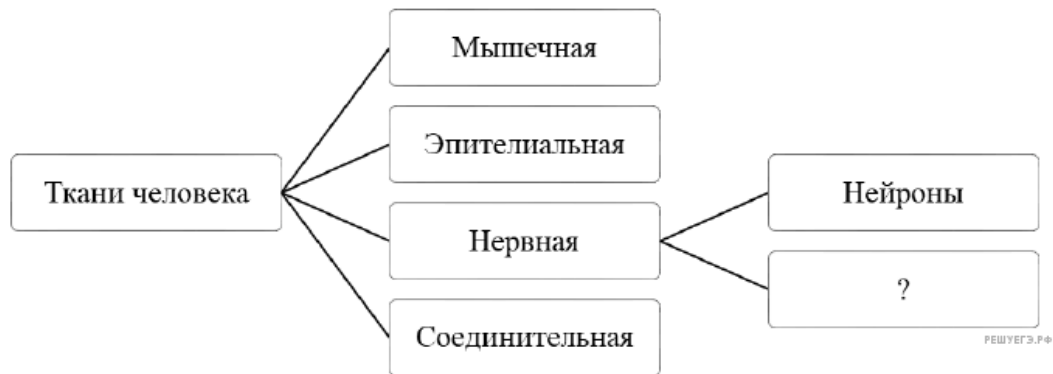 Мышечная
Эпителиальная
Ткани человека
Нейроны
Нервная
?
Соединительная
РЕШУЕГЭ.РФ